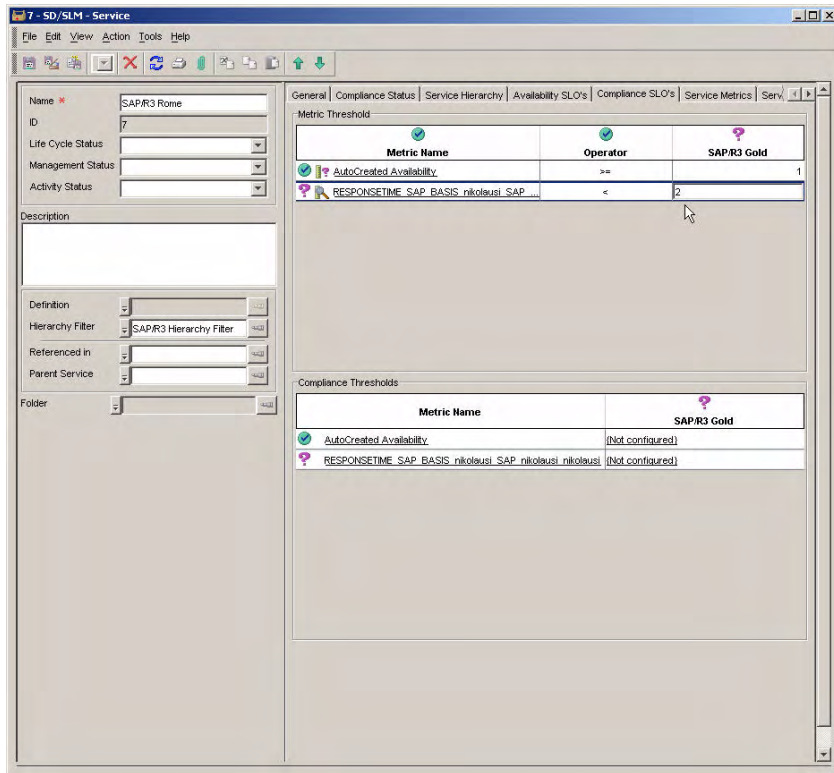 7 - SD/SLM - Service
File Edit View Action Tools Help
Name
SAP/R3 Rome
ID
7
Life Cycle Status
Management Status
Activity Status
Description
Definition
Hierarchy Filter
SAP/R3 Hierarchy Filter
Referenced in
Parent Service
Folder
General Compliance Status Service Hierarchy Availability SLO's Compliance SLO's Service Metrics Serv
Metric Threshold
Metric Name Operator SAP/R3 Gold
AutoCreated Availability >= 1
RESPONSETIME_SAP_BASIS_nikolausi_SAP_... < 2
Compliance Thresholds
Metric Name SAP/R3 Gold
AutoCreated Availability (Not configured)
RESPONSETIME_SAP_BASIS_nikolausi_SAP_nikolausi_nikolausi (Not configured)